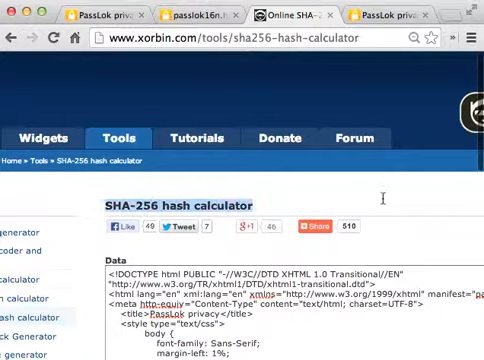 PassLok priva
passlok16n.h
Online SHA-2
PassLok priva
www.xorbin.com/tools/sha256-hash-calculator
Widgets
Tools
Tutorials
Donate
Forum
Home » Tools » SHA-256 hash calculator
SHA-256 hash calculator
Like 49 Tweet 7 +1 46 Share 510
generator
coder and
calculator
h calculator
ash calculator
ck Generator
g generator
Data
<!DOCTYPE html PUBLIC "-//W3C//DTD XHTML 1.0 Transitional//EN"
"http://www.w3.org/TR/xhtml1/DTD/xhtml1-transitional.dtd">
<html lang="en" xml:lang="en" xmlns="http://www.w3.org/1999/xhtml" manifest="pa
<meta http-equiv="Content-Type" content="text/html; charset=UTF-8">
<title>PassLok privacy</title>
<style type="text/css">
body {
font-family: Sans-Serif;
margin-left: 1%;